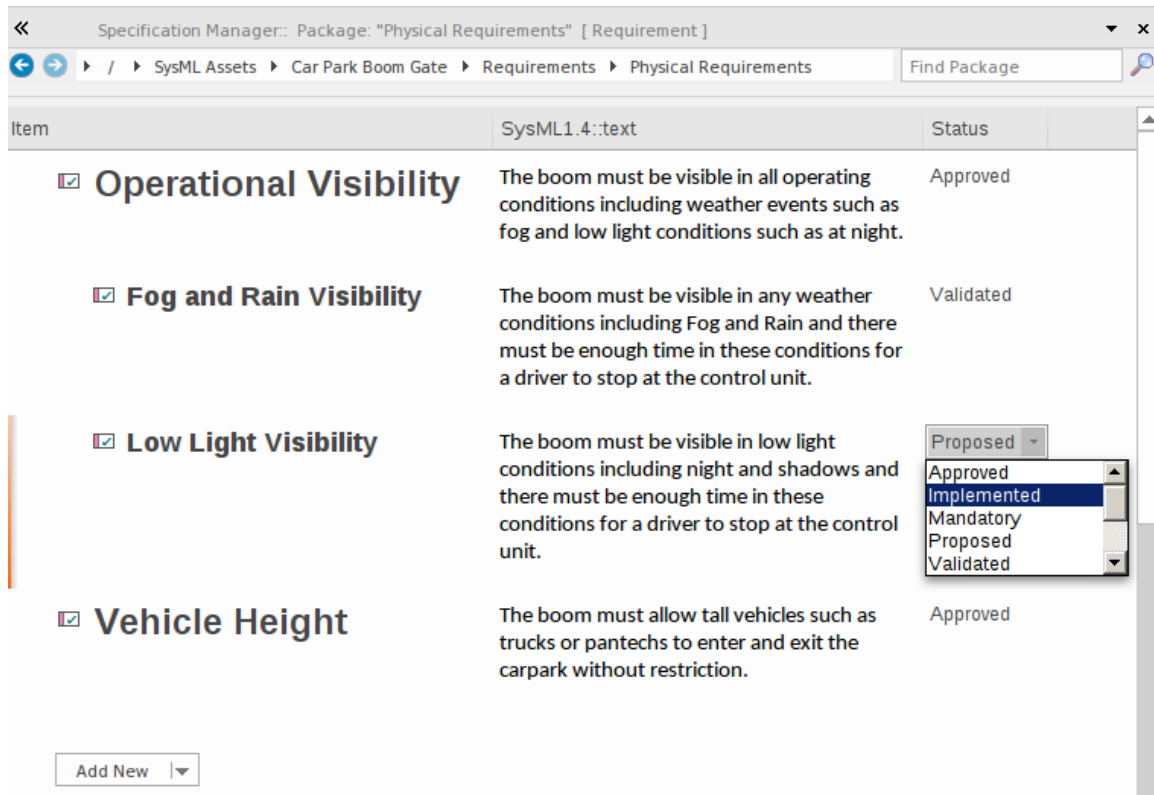 Specification Manager:: Package: "Physical Requirements" [ Requirement ]
/ SysML Assets Car Park Boom Gate Requirements Physical Requirements Find Package
Item SysML1.4::text Status
Operational Visibility
The boom must be visible in all operating
conditions including weather events such as
fog and low light conditions such as at night.
Approved
Fog and Rain Visibility
The boom must be visible in any weather
conditions including Fog and Rain and there
must be enough time in these conditions for
a driver to stop at the control unit.
Validated
Low Light Visibility
The boom must be visible in low light
conditions including night and shadows and
there must be enough time in these
conditions for a driver to stop at the control
unit.
Proposed
Approved
Implemented
Mandatory
Proposed
Validated
Vehicle Height
The boom must allow tall vehicles such as
trucks or pantechs to enter and exit the
carpark without restriction.
Approved
Add New